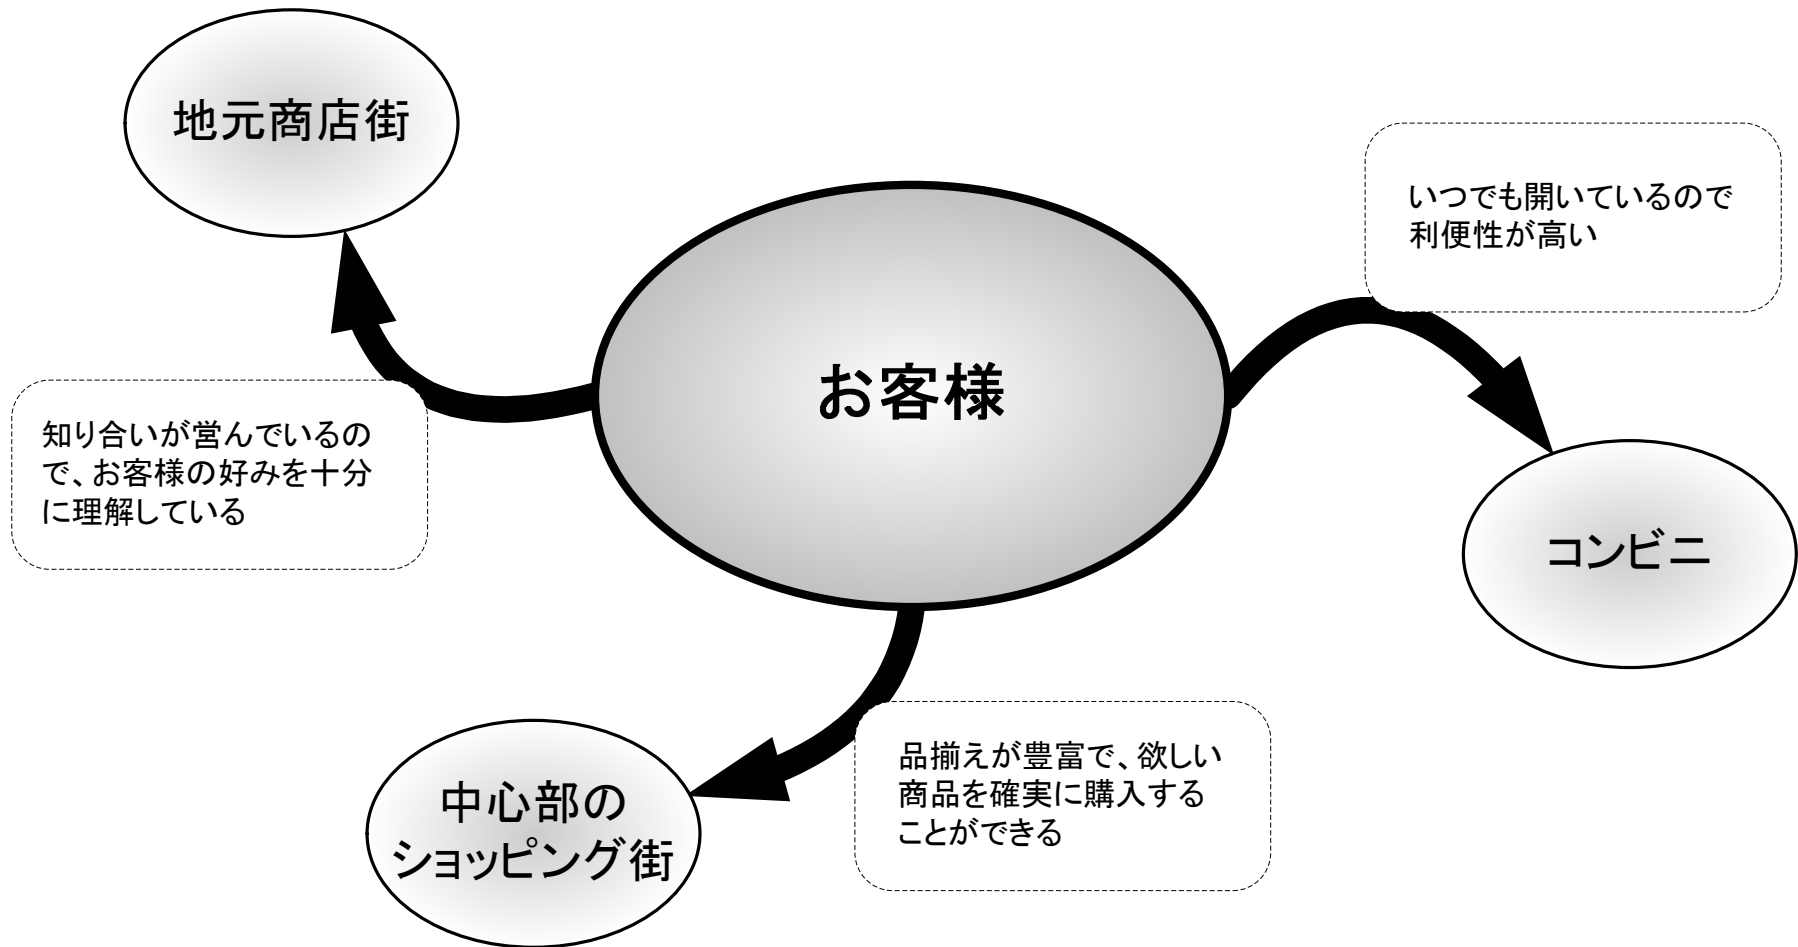 地元商店街
いつでも開いているので
利便性が高い
お客様
知り合いが営んでいるの
で、お客様の好みを十分
に理解している
コンビニ
品揃えが豊富で、欲しい
商品を確実に購入する
ことができる
中心部の
ショッピング街